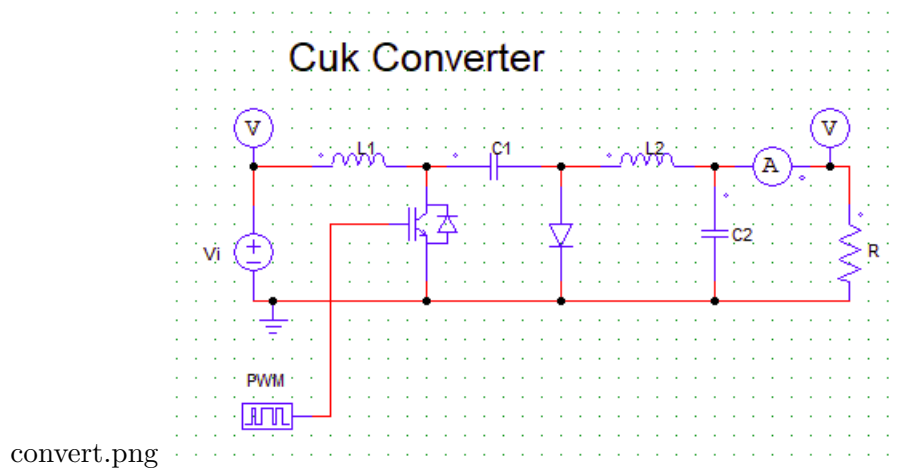 Cuk Converter
V
V
L1
C1
L2
A
Vi
C2
R
PWM
convert.png